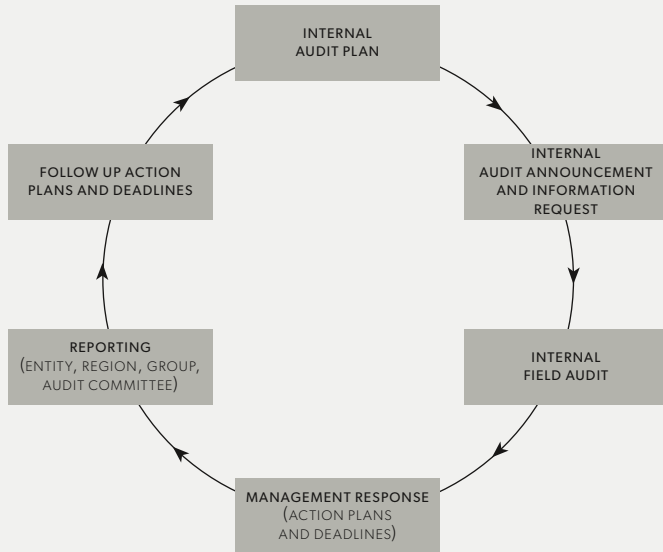 INTERNAL
AUDIT PLAN
INTERNAL
AUDIT ANNOUNCEMENT
AND INFORMATION
REQUEST
INTERNAL
FIELD AUDIT
MANAGEMENT RESPONSE
(ACTION PLANS
AND DEADLINES)
REPORTING
(ENTITY, REGION, GROUP,
AUDIT COMMITTEE)
FOLLOW UP ACTION
PLANS AND DEADLINES